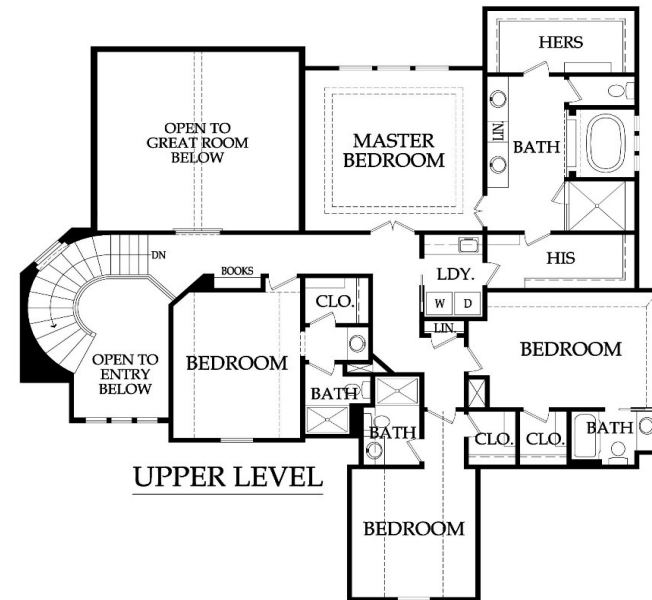 HERS
OPEN TO
GREAT ROOM
BELOW
MASTER
BEDROOM
LIN.
BATH
DN
BOOKS
CLO.
LDY.
HIS
W D
LIN.
OPEN TO
ENTRY
BELOW
BEDROOM
BEDROOM
BATH
BATH
CLO.
CLO.
BATH
UPPER LEVEL
BEDROOM